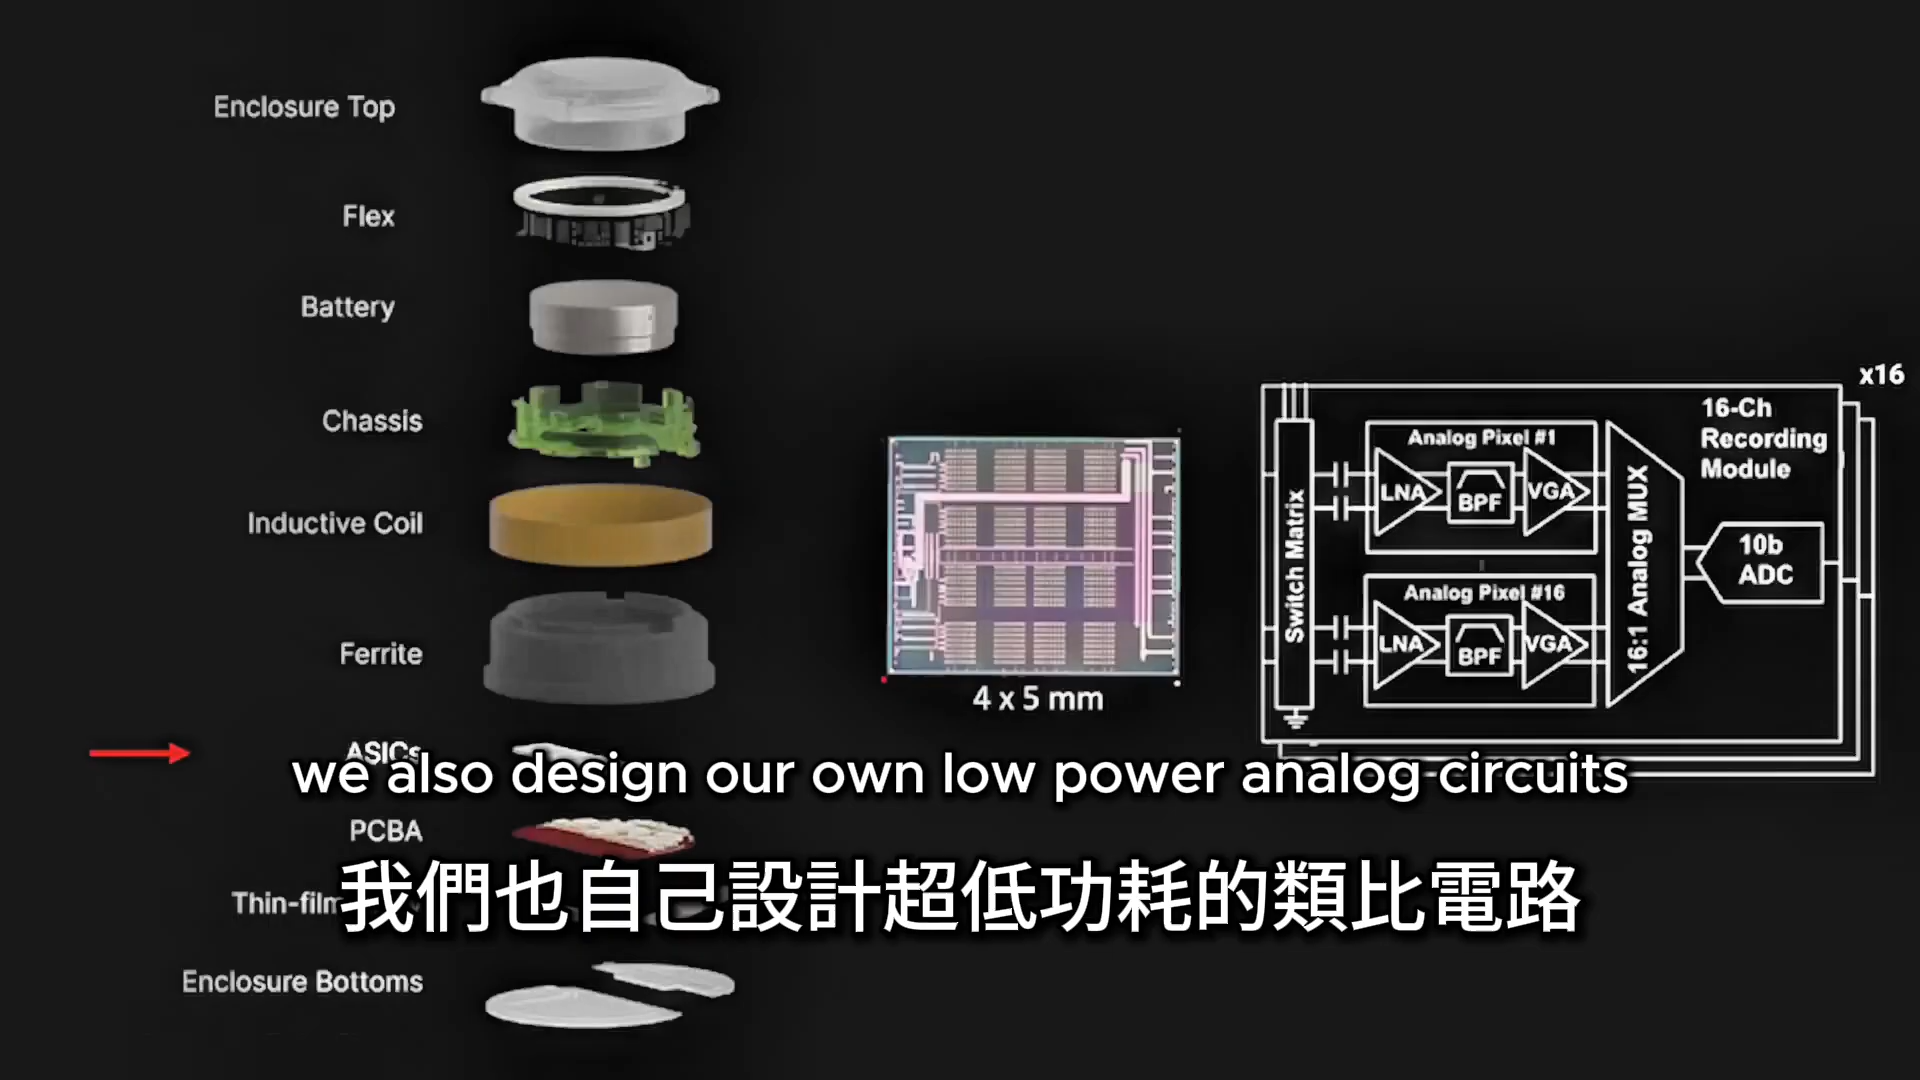 Enclosure Top
Flex
Battery
Chassis
Inductive Coil
Ferrite
ASICs
PCBA
Enclosure Bottoms
4 x 5 mm
x16
16-Ch
Recording
Module
Switch Matrix
Analog Pixel #1
LNA
BPF
VGA
Analog Pixel #16
LNA
BPF
VGA
16:1 Analog MUX
10b
ADC
we also design our own low power analog circuits
我們也自己設計超低功耗的類比電路